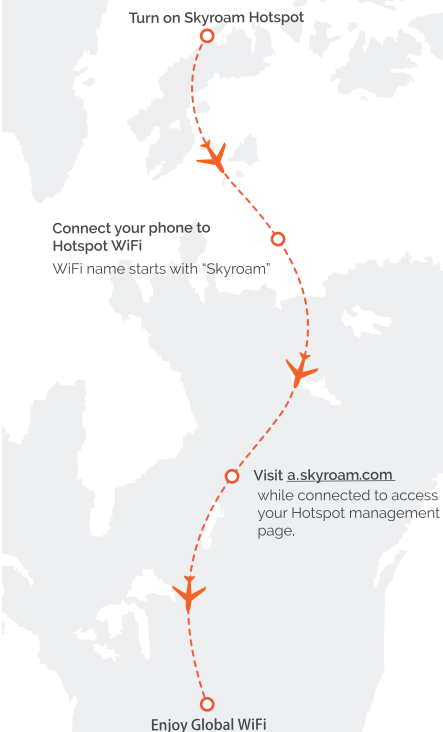 Turn on Skyroam Hotspot
Connect your phone to
Hotspot WiFi
WiFi name starts with “Skyroam”
Visit a.skyroam.com
while connected to access
your Hotspot management
page.
Enjoy Global WiFi